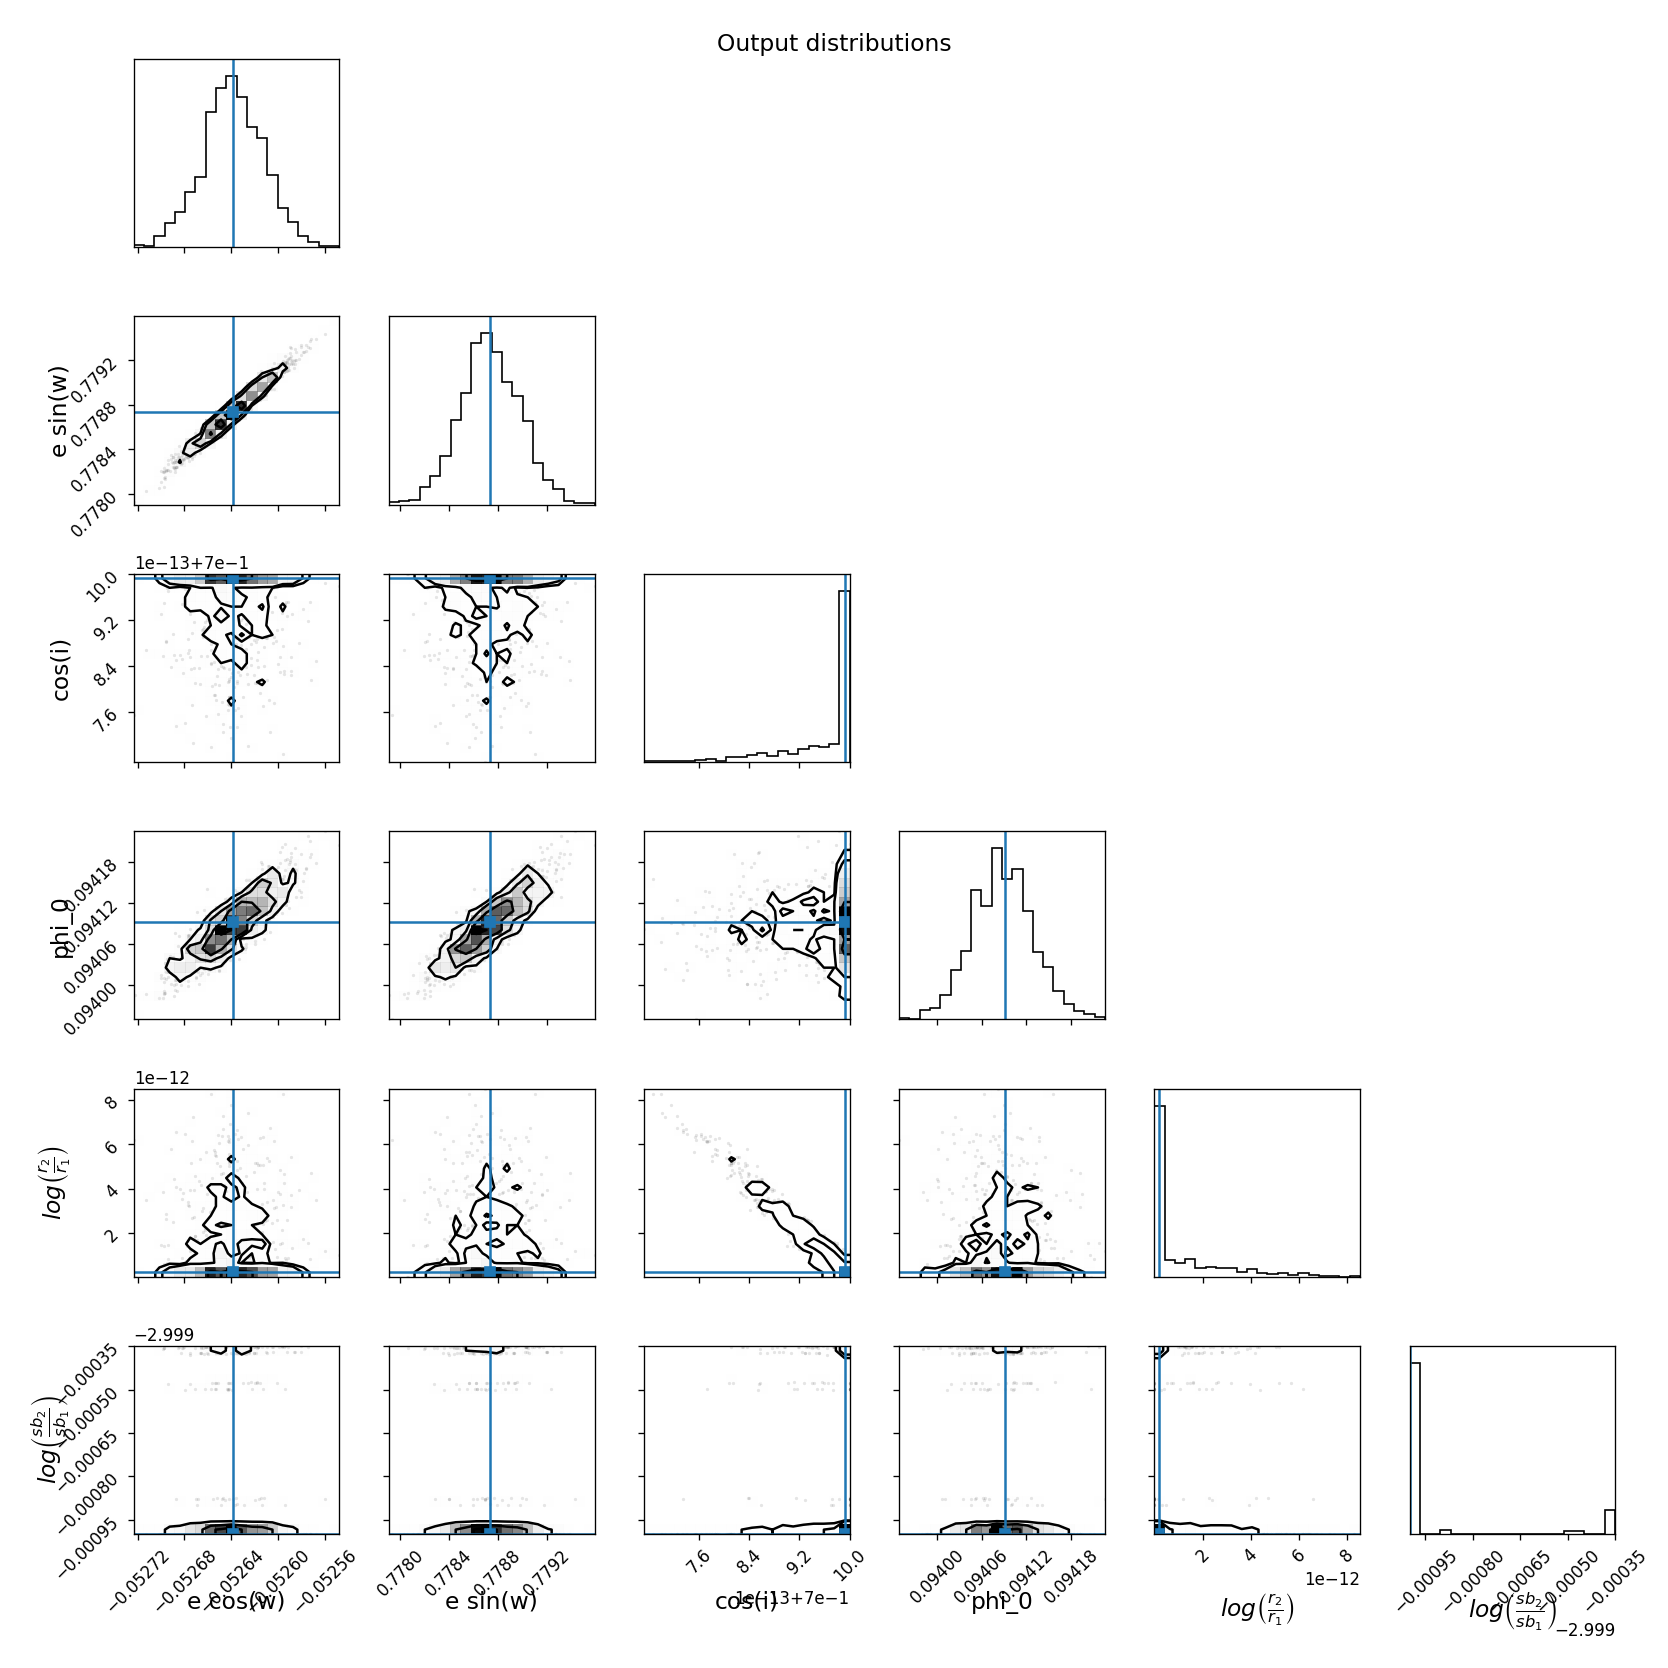 Output distributions
e sin(w)
0.7792
0.7788
0.7784
0.7780
1e−13+7e−1
cos(i)
10.0
9.2
8.4
7.6
phi_0
0.09418
0.09412
0.09406
0.09400
1e−12
log(r2/r1)
8
6
4
2
−2.999
log(sb2/sb1)
−0.00035
−0.00050
−0.00065
−0.00080
−0.00095
−0.05272 −0.05268 −0.05264 −0.05260 −0.05256
e cos(w)
0.7780 0.7784 0.7788 0.7792
e sin(w)
7.6 8.4 9.2 10.0
1e−13+7e−1
cos(i)
0.09400 0.09406 0.09412 0.09418
phi_0
2 4 6 8
1e−12
log(r2/r1)
−0.00095 −0.00080 −0.00065 −0.00050 −0.00035
log(sb2/sb1)
−2.999